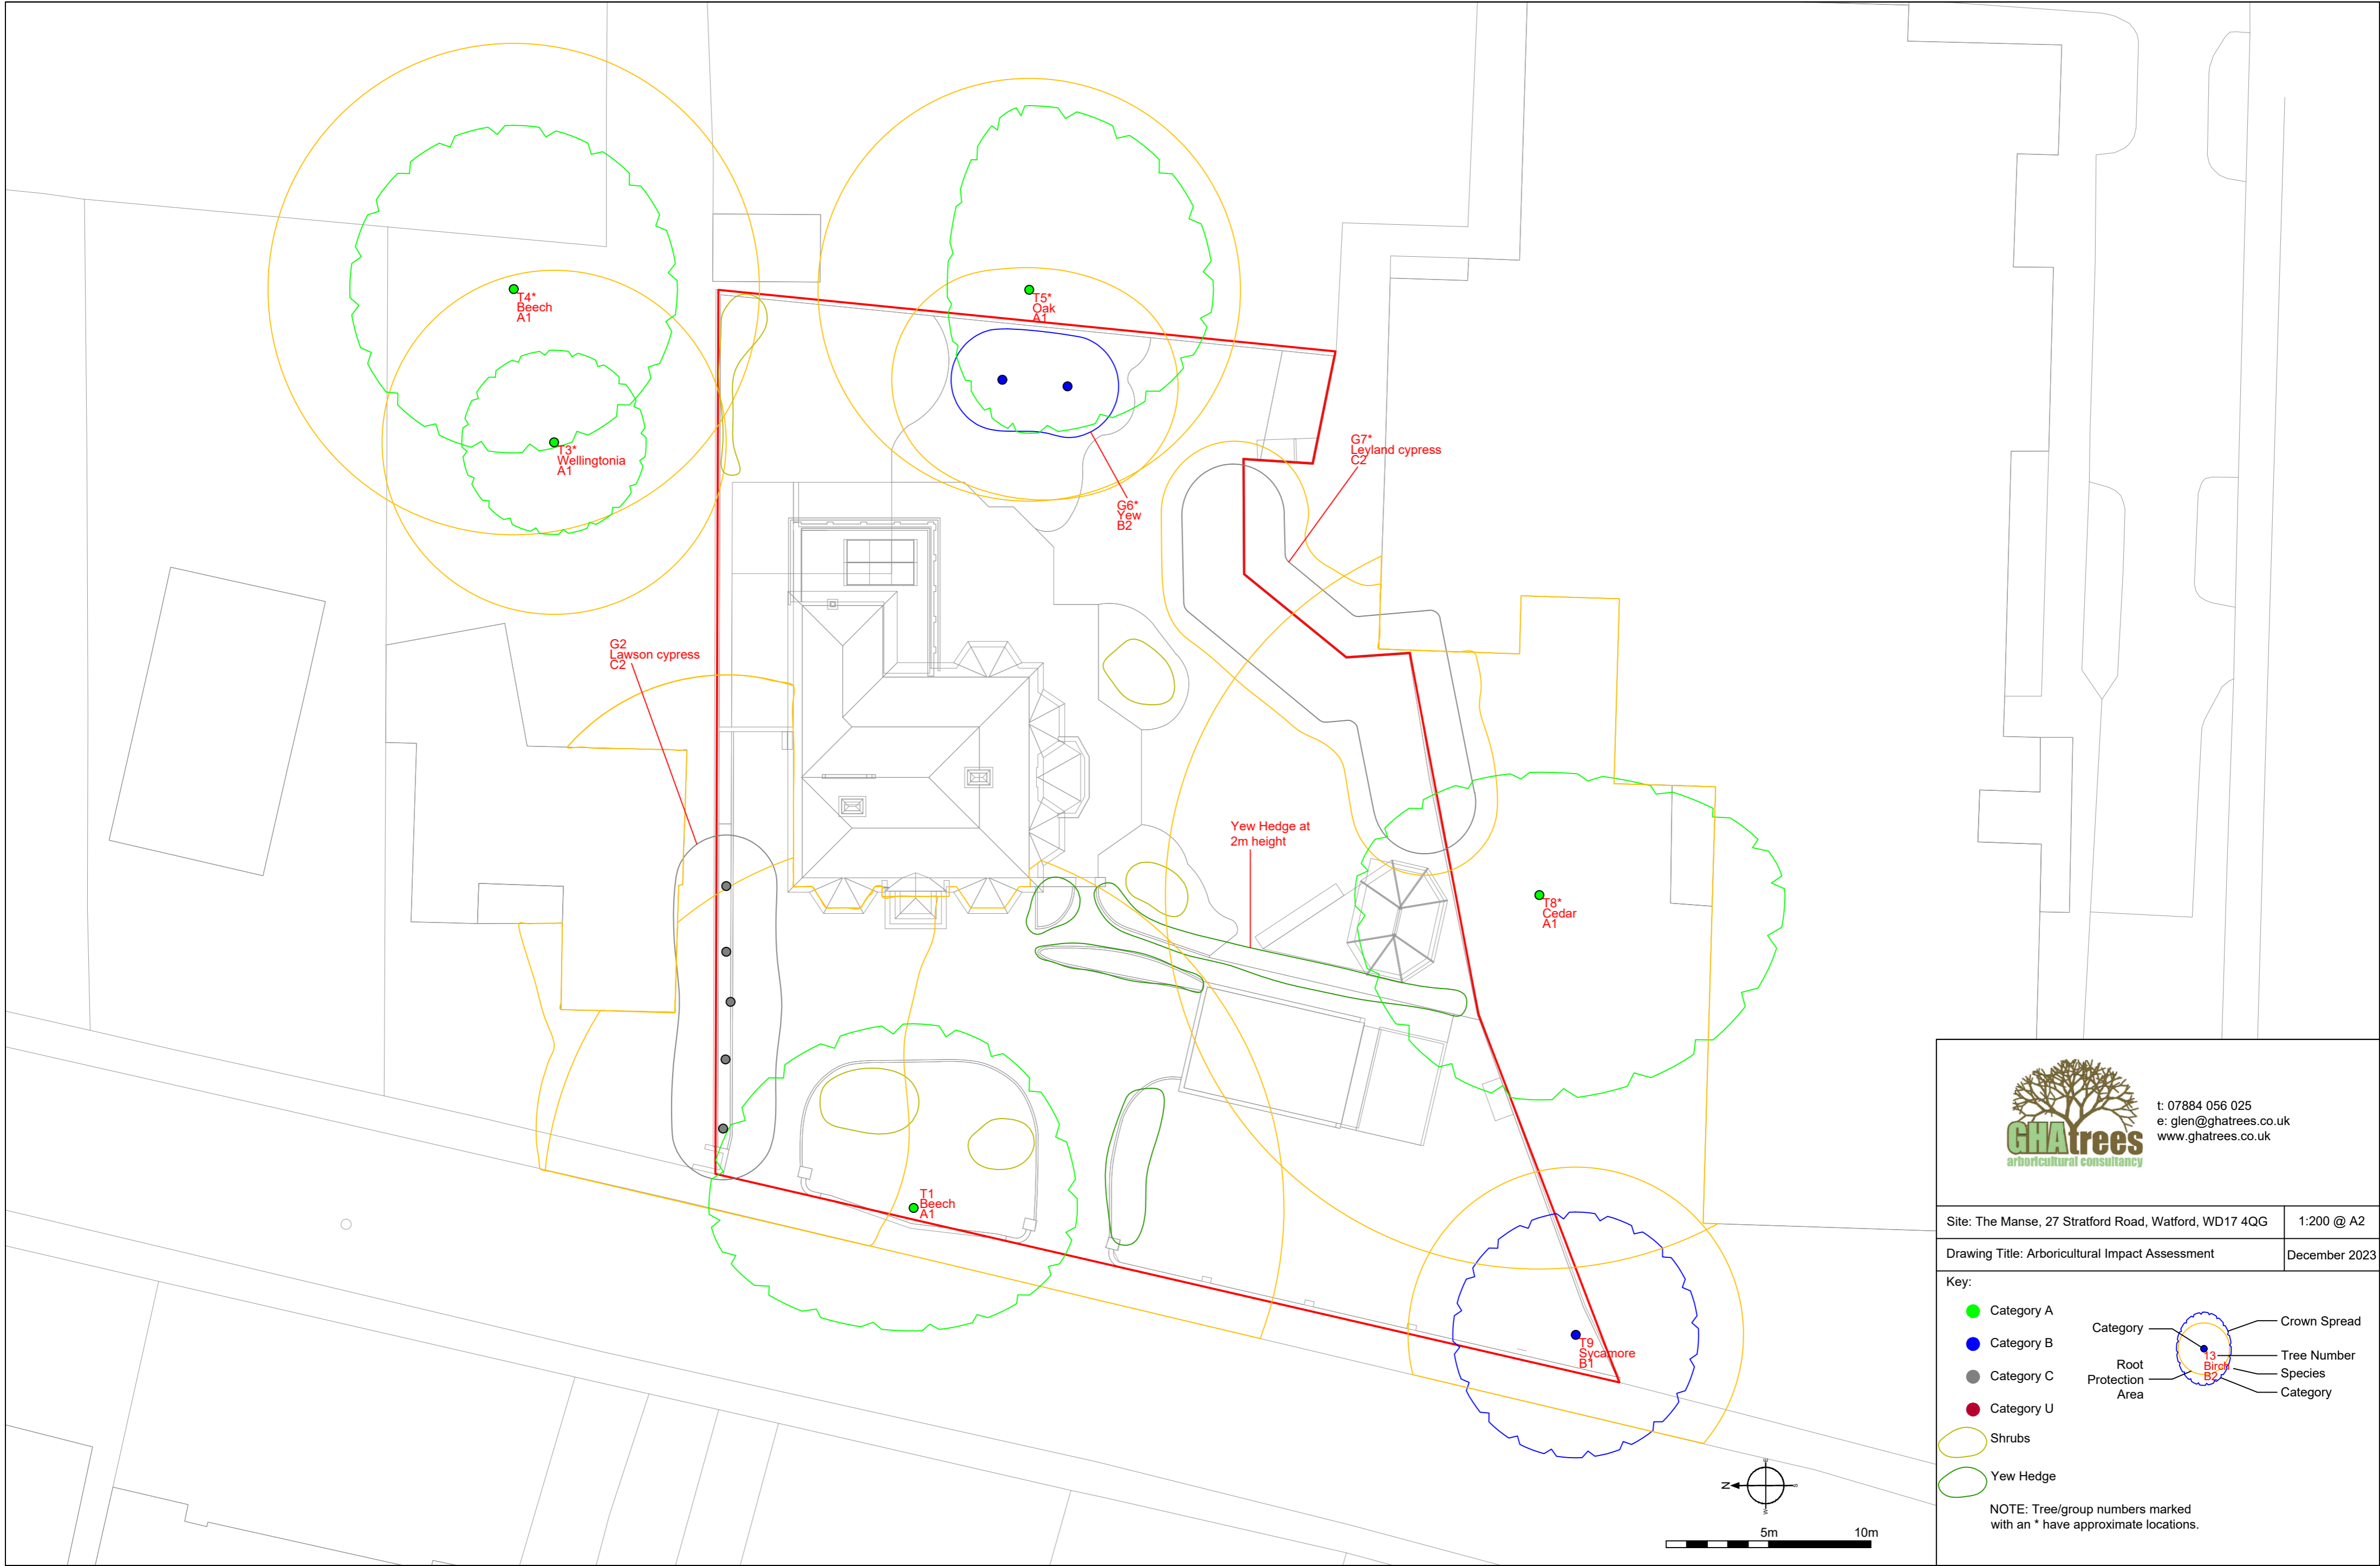 T4*
Beech
A1
T5*
Oak
A1
T3*
Wellingtonia
A1
G7*
Leyland cypress
C2
G6*
Yew
B2
G2
Lawson cypress
C2
Yew Hedge at
2m height
T8*
Cedar
A1
T1
Beech
A1
T9
Sycamore
B1
N
S
5m
10m
GHAtrees
arboricultural consultancy
t: 07884 056 025
e: glen@ghatrees.co.uk
www.ghatrees.co.uk
Site: The Manse, 27 Stratford Road, Watford, WD17 4QG
1:200 @ A2
Drawing Title: Arboricultural Impact Assessment
December 2023
Key:
Category A
Category B
Category C
Category U
Shrubs
Yew Hedge
Category
Root
Protection
Area
13
Birch
B2
Crown Spread
Tree Number
Species
Category
NOTE: Tree/group numbers marked
with an * have approximate locations.